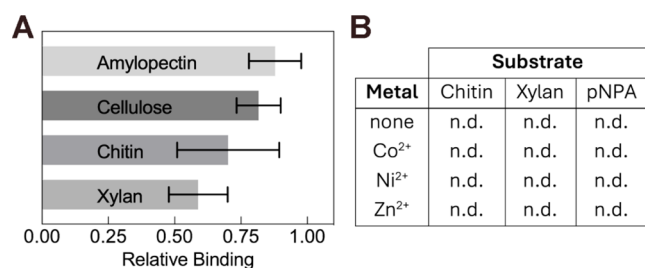 A
Amylopectin
Cellulose
Chitin
Xylan
0.00 0.25 0.50 0.75 1.00
Relative Binding
B
Substrate
Metal Chitin Xylan pNPA
none n.d. n.d. n.d.
Co²⁺ n.d. n.d. n.d.
Ni²⁺ n.d. n.d. n.d.
Zn²⁺ n.d. n.d. n.d.